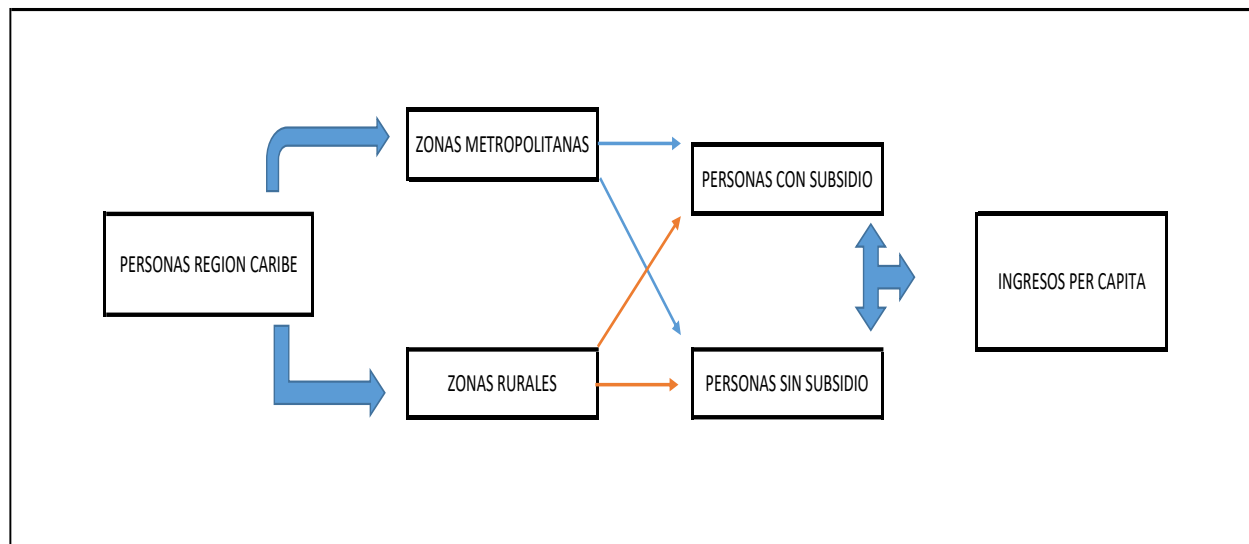 ZONAS METROPOLITANAS
PERSONAS CON SUBSIDIO
PERSONAS REGION CARIBE
INGRESOS PER CAPITA
ZONAS RURALES
PERSONAS SIN SUBSIDIO